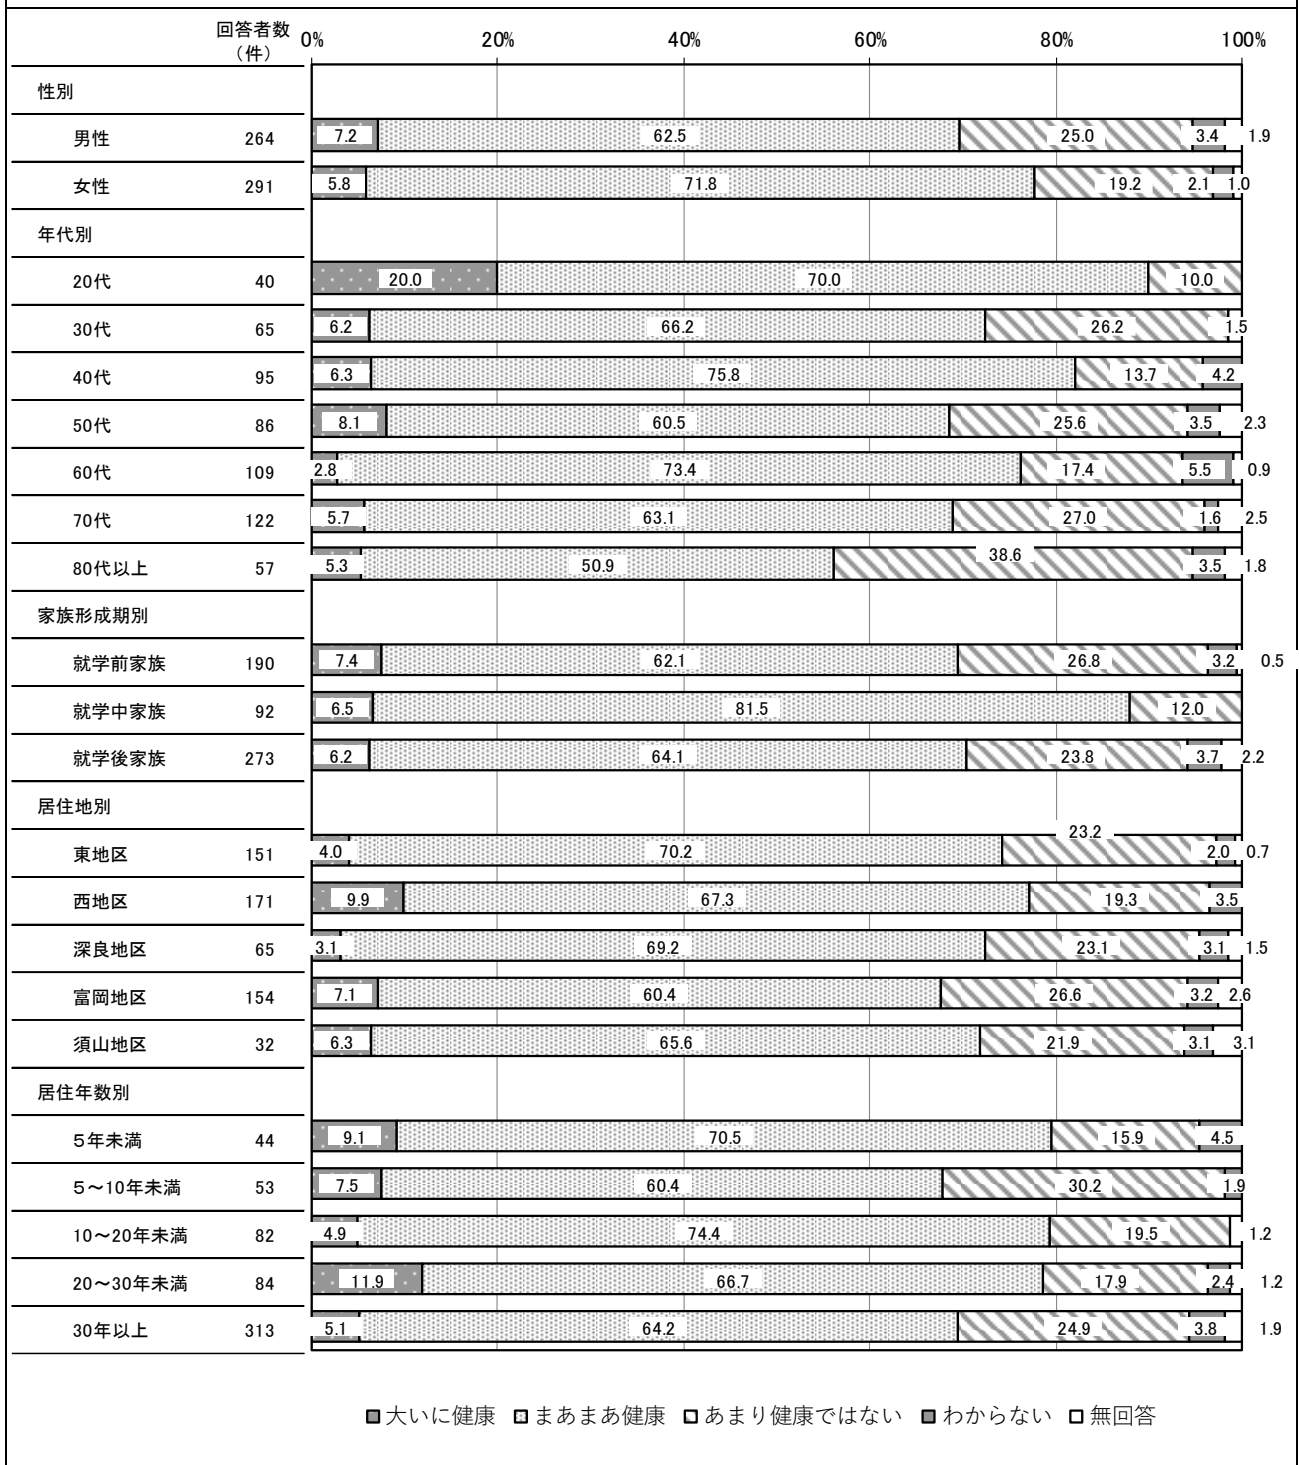 回答者数
（件）
0% 20% 40% 60% 80% 100%
性別
男性 264 7.2 62.5 25.0 3.4 1.9
女性 291 5.8 71.8 19.2 2.1 1.0
年代別
20代 40 20.0 70.0 10.0
30代 65 6.2 66.2 26.2 1.5
40代 95 6.3 75.8 13.7 4.2
50代 86 8.1 60.5 25.6 3.5 2.3
60代 109 2.8 73.4 17.4 5.5 0.9
70代 122 5.7 63.1 27.0 1.6 2.5
80代以上 57 5.3 50.9 38.6 3.5 1.8
家族形成期別
就学前家族 190 7.4 62.1 26.8 3.2 0.5
就学中家族 92 6.5 81.5 12.0
就学後家族 273 6.2 64.1 23.8 3.7 2.2
居住地別
東地区 151 4.0 70.2 23.2 2.0 0.7
西地区 171 9.9 67.3 19.3 3.5
深良地区 65 3.1 69.2 23.1 3.1 1.5
富岡地区 154 7.1 60.4 26.6 3.2 2.6
須山地区 32 6.3 65.6 21.9 3.1 3.1
居住年数別
５年未満 44 9.1 70.5 15.9 4.5
５～10年未満 53 7.5 60.4 30.2 1.9
10～20年未満 82 4.9 74.4 19.5 1.2
20～30年未満 84 11.9 66.7 17.9 2.4 1.2
30年以上 313 5.1 64.2 24.9 3.8 1.9
大いに健康 まあまあ健康 あまり健康ではない わからない 無回答